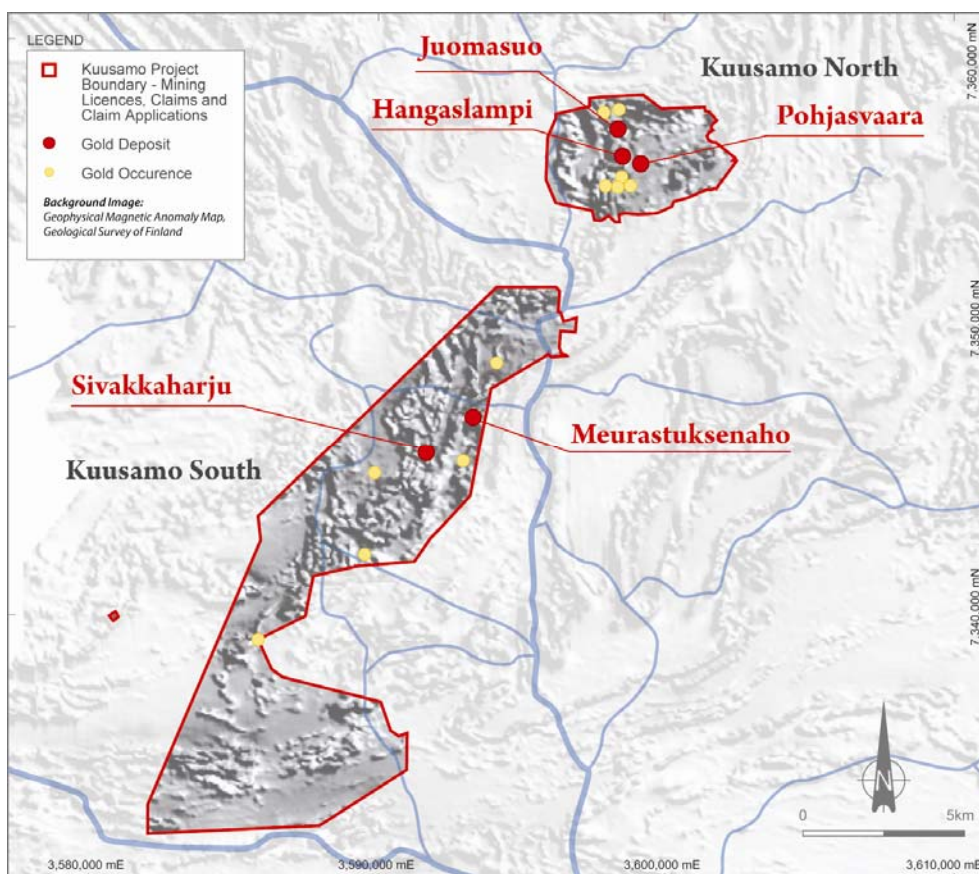 LEGEND
Kuusamo Project
Boundary - Mining
Licences, Claims and
Claim Applications
Gold Deposit
Gold Occurence
Background Image:
Geophysical Magnetic Anomaly Map,
Geological Survey of Finland
Juomasuo
Kuusamo North
Hangaslampi
Pohjasvaara
7,360,000 mN
7,350,000 mN
Sivakkaharju
Meurastuksenaho
Kuusamo South
7,340,000 mN
N
0 5km
3,580,000 mE 3,590,000 mE 3,600,000 mE 3,610,000 mE